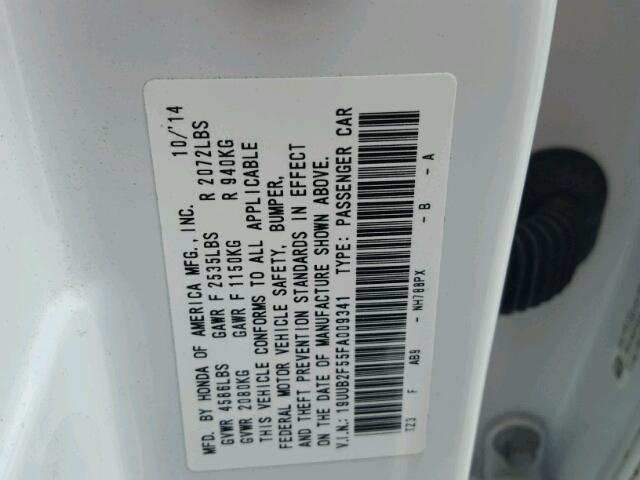 MFD. BY HONDA OF AMERICA MFG., INC. 10/14
GVWR 4586LBS GAWR F 2535LBS R 2072LBS
GVWR 2080KG GAWR F 1150KG R 940KG
THIS VEHICLE CONFORMS TO ALL APPLICABLE
FEDERAL MOTOR VEHICLE SAFETY, BUMPER,
AND THEFT PREVENTION STANDARDS IN EFFECT
ON THE DATE OF MANUFACTURE SHOWN ABOVE.
V.I.N.: 19UUB2F55FA009341 TYPE: PASSENGER CAR
TZ3 F AB9 - NH788PX - B - A